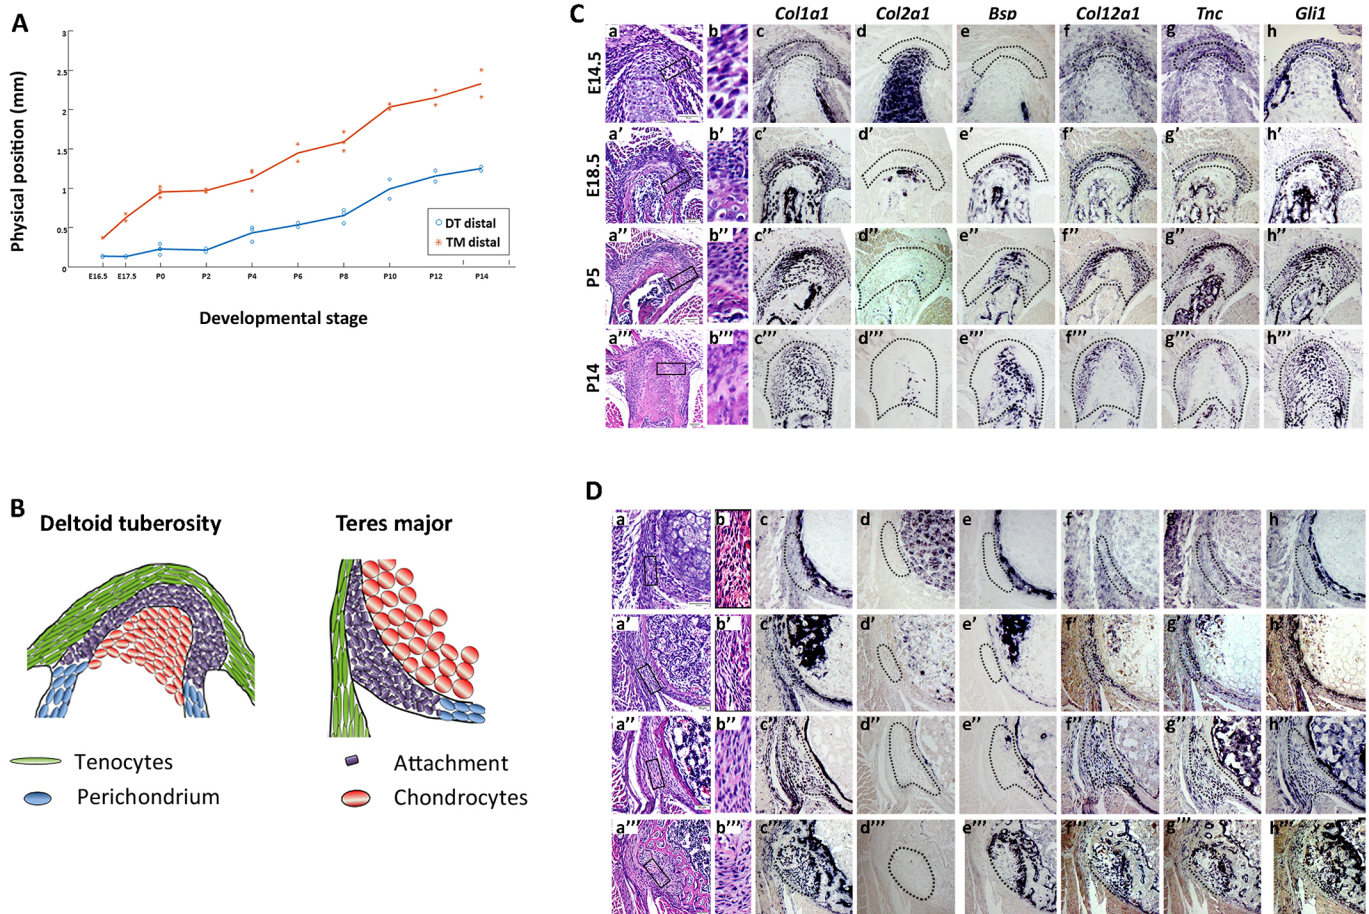 A
Physical position (mm)
3
2.5
2
1.5
1
0.5
0
E16.5 E17.5 P0 P2 P4 P6 P8 P10 P12 P14
DT distal
TM distal
Developmental stage
B
Deltoid tuberosity Teres major
Tenocytes Attachment
Perichondrium Chondrocytes
C
Col1a1 Col2a1 Bsp Col12a1 Tnc Gli1
E14.5
a b c d e f g h
E18.5
a' b' c' d' e' f' g' h'
P5
a'' b'' c'' d'' e'' f'' g'' h''
P14
a''' b''' c''' d''' e''' f''' g''' h'''
D
a b c d e f g h
a' b' c' d' e' f' g' h'
a'' b'' c'' d'' e'' f'' g'' h''
a''' b''' c''' d''' e''' f''' g''' h'''